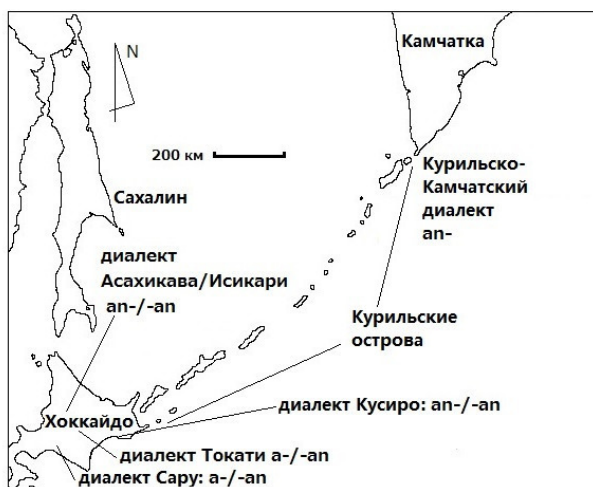 Камчатка
N
200 км
Курильско-
Камчатский
диалект
an-
Сахалин
диалект
Асахикава/Исикари
an-/-an
Курильские
острова
диалект Кусиро: an-/-an
Хоккайдо
диалект Токати a-/-an
диалект Сару: a-/-an